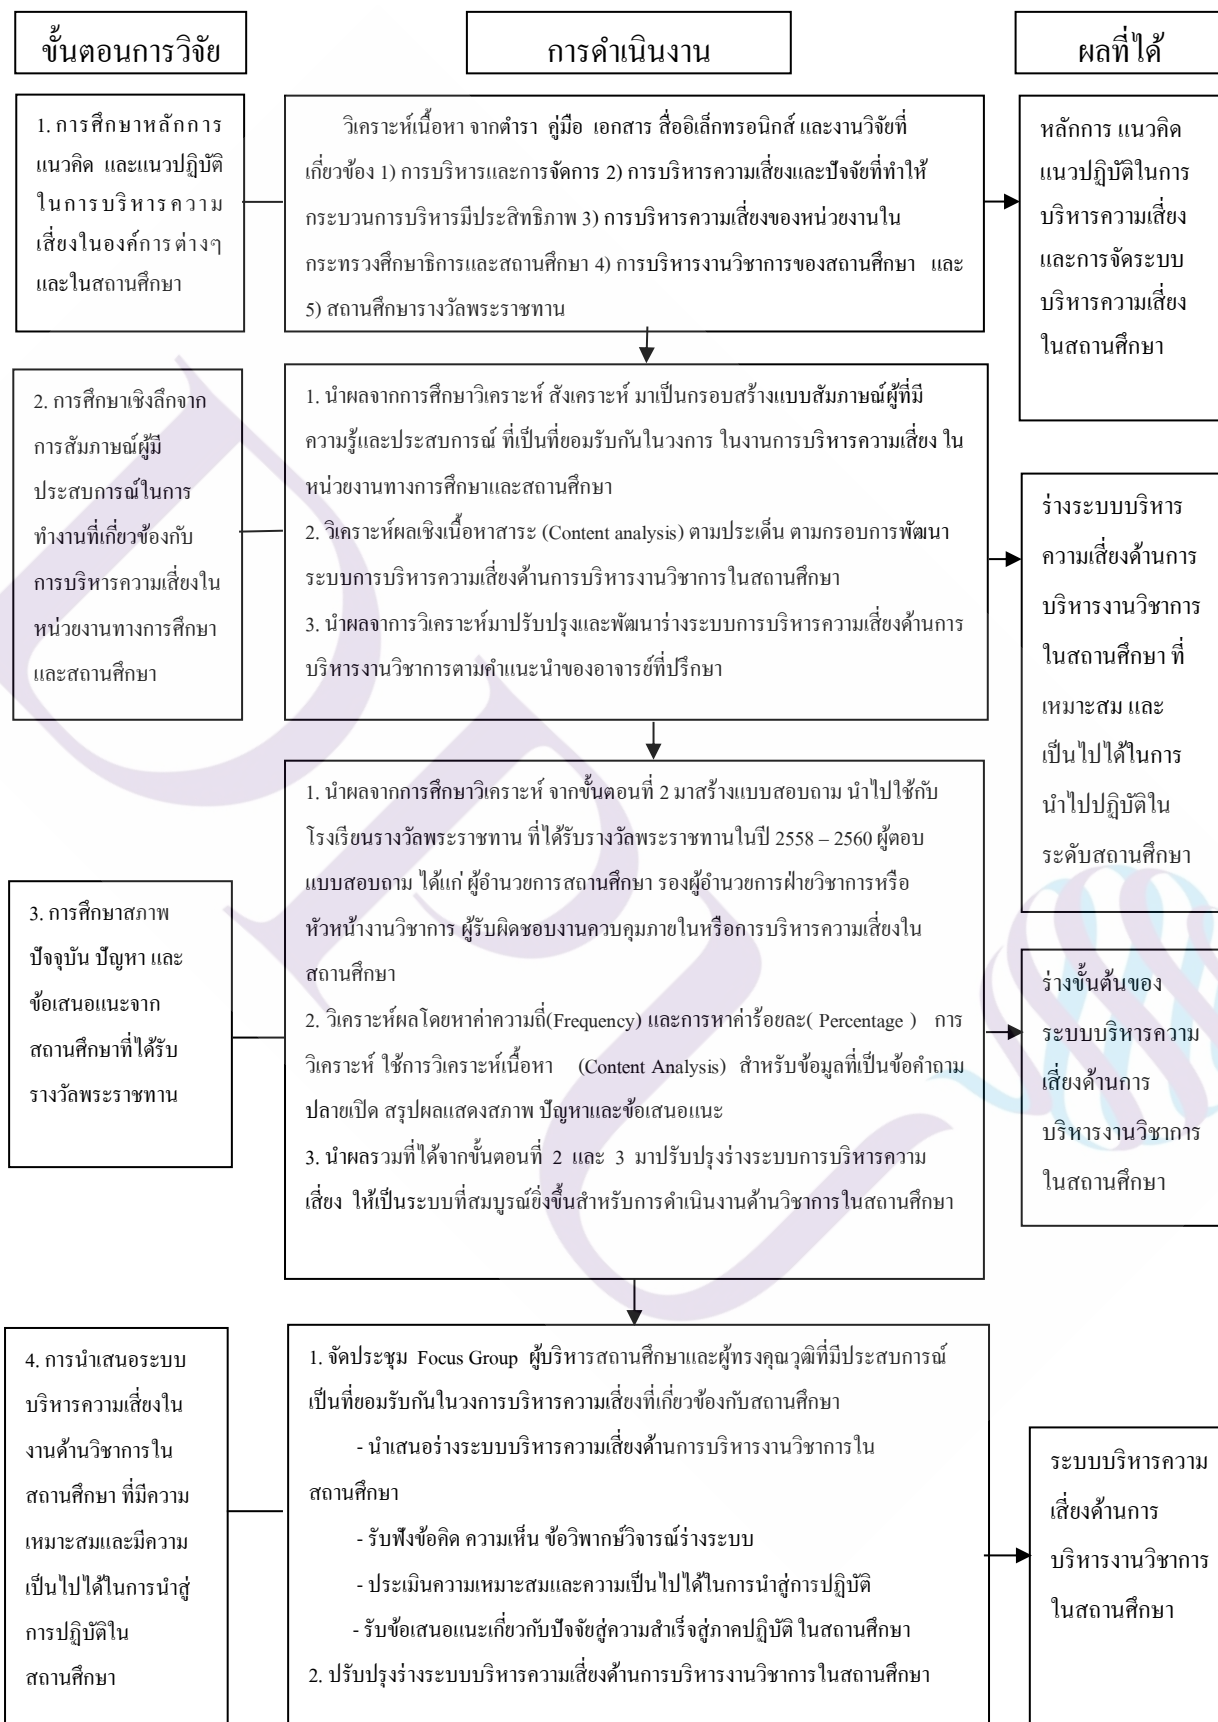 ขั้นตอนการวิจัย
การดำเนินงาน
ผลที่ได้
1. การศึกษาหลักการ
แนวคิด และแนวปฏิบัติ
ในการบริหารความ
เสี่ยงในองค์การต่างๆ
และในสถานศึกษา
วิเคราะห์เนื้อหา จากตำรา คู่มือ เอกสาร สื่ออิเล็กทรอนิกส์ และงานวิจัยที่
เกี่ยวข้อง 1) การบริหารและการจัดการ 2) การบริหารความเสี่ยงและปัจจัยที่ทำให้
กระบวนการบริหารมีประสิทธิภาพ 3) การบริหารความเสี่ยงของหน่วยงานใน
กระทรวงศึกษาธิการและสถานศึกษา 4) การบริหารงานวิชาการของสถานศึกษา และ
5) สถานศึกษารางวัลพระราชทาน
หลักการ แนวคิด
แนวปฏิบัติในการ
บริหารความเสี่ยง
และการจัดระบบ
บริหารความเสี่ยง
ในสถานศึกษา
2. การศึกษาเชิงลึกจาก
การสัมภาษณ์ผู้มี
ประสบการณ์ในการ
ทำงานที่เกี่ยวข้องกับ
การบริหารความเสี่ยงใน
หน่วยงานทางการศึกษา
และสถานศึกษา
1. นำผลจากการศึกษาวิเคราะห์ สังเคราะห์ มาเป็นกรอบสร้างแบบสัมภาษณ์ผู้ที่มี
ความรู้และประสบการณ์ ที่เป็นที่ยอมรับกันในวงการ ในงานการบริหารความเสี่ยง ใน
หน่วยงานทางการศึกษาและสถานศึกษา
2. วิเคราะห์ผลเชิงเนื้อหาสาระ (Content analysis) ตามประเด็น ตามกรอบการพัฒนา
ระบบการบริหารความเสี่ยงด้านการบริหารงานวิชาการในสถานศึกษา
3. นำผลจาการวิเคราะห์มาปรับปรุงและพัฒนาร่างระบบการบริหารความเสี่ยงด้านการ
บริหารงานวิชาการตามคำแนะนำของอาจารย์ที่ปรึกษา
ร่างระบบบริหาร
ความเสี่ยงด้านการ
บริหารงานวิชาการ
ในสถานศึกษา ที่
เหมาะสม และ
เป็นไปได้ในการ
นำไปปฏิบัติใน
ระดับสถานศึกษา
3. การศึกษาสภาพ
ปัจจุบัน ปัญหา และ
ข้อเสนอแนะจาก
สถานศึกษาที่ได้รับ
รางวัลพระราชทาน
1. นำผลจากการศึกษาวิเคราะห์ จากขั้นตอนที่ 2 มาสร้างแบบสอบถาม นำไปใช้กับ
โรงเรียนรางวัลพระราชทาน ที่ได้รับรางวัลพระราชทานในปี 2558 – 2560 ผู้ตอบ
แบบสอบถาม ได้แก่ ผู้อำนวยการสถานศึกษา รองผู้อำนวยการฝ่ายวิชาการหรือ
หัวหน้างานวิชาการ ผู้รับผิดชอบงานควบคุมภายในหรือการบริหารความเสี่ยงใน
สถานศึกษา
2. วิเคราะห์ผลโดยหาค่าความถี่(Frequency) และการหาค่าร้อยละ( Percentage ) การ
วิเคราะห์ ใช้การวิเคราะห์เนื้อหา (Content Analysis) สำหรับข้อมูลที่เป็นข้อคำถาม
ปลายเปิด สรุปผลแสดงสภาพ ปัญหาและข้อเสนอแนะ
3. นำผลรวมที่ได้จากขั้นตอนที่ 2 และ 3 มาปรับปรุงร่างระบบการบริหารความ
เสี่ยง ให้เป็นระบบที่สมบูรณ์ยิ่งขึ้นสำหรับการดำเนินงานด้านวิชาการในสถานศึกษา
ร่างขั้นต้นของ
ระบบบริหารความ
เสี่ยงด้านการ
บริหารงานวิชาการ
ในสถานศึกษา
4. การนำเสนอระบบ
บริหารความเสี่ยงใน
งานด้านวิชาการใน
สถานศึกษา ที่มีความ
เหมาะสมและมีความ
เป็นไปได้ในการนำสู่
การปฏิบัติใน
สถานศึกษา
1. จัดประชุม Focus Group ผู้บริหารสถานศึกษาและผู้ทรงคุณวุฒิที่มีประสบการณ์
เป็นที่ยอมรับกันในวงการบริหารความเสี่ยงที่เกี่ยวข้องกับสถานศึกษา
- นำเสนอร่างระบบบริหารความเสี่ยงด้านการบริหารงานวิชาการใน
สถานศึกษา
- รับฟังข้อคิด ความเห็น ข้อวิพากษ์วิจารณ์ร่างระบบ
- ประเมินความเหมาะสมและความเป็นไปได้ในการนำสู่การปฏิบัติ
- รับข้อเสนอแนะเกี่ยวกับปัจจัยสู่ความสำเร็จสู่ภาคปฏิบัติ ในสถานศึกษา
2. ปรับปรุงร่างระบบบริหารความเสี่ยงด้านการบริหารงานวิชาการในสถานศึกษา
ระบบบริหารความ
เสี่ยงด้านการ
บริหารงานวิชาการ
ในสถานศึกษา
DPU